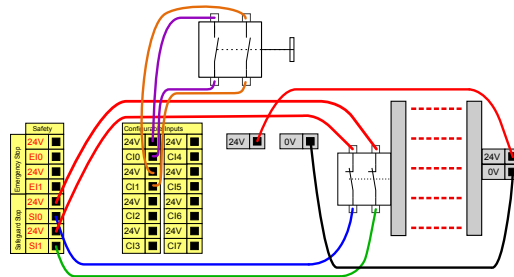 Safety
Emergency Stop
24V
EI0
24V
EI1
Safeguard Stop
24V
SI0
24V
SI1
Configurable Inputs
24V 24V
CI0 CI4
24V 24V
CI1 CI5
24V 24V
CI2 CI6
24V 24V
CI3 CI7
24V 0V
24V
0V